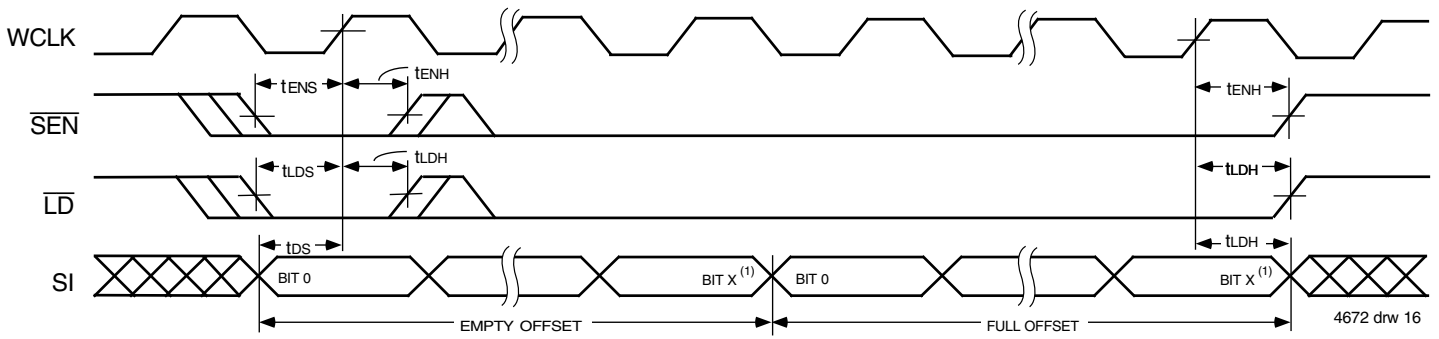 WCLK
tENS
tENH
tENH
SEN
tLDS
tLDH
tLDH
LD
tDS
tLDH
SI
BIT 0
BIT X (1)
BIT 0
BIT X (1)
EMPTY OFFSET
FULL OFFSET
4672 drw 16